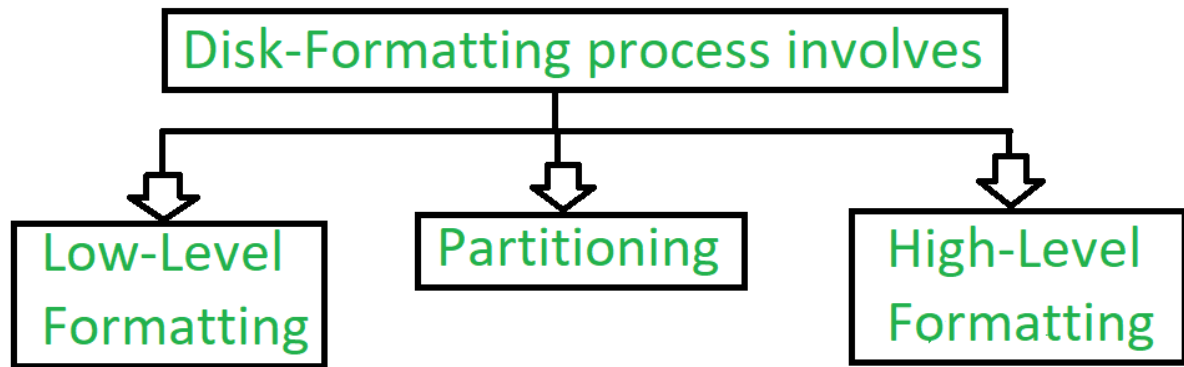 Disk-Formatting process involves
Low-Level
Formatting
Partitioning
High-Level
Formatting